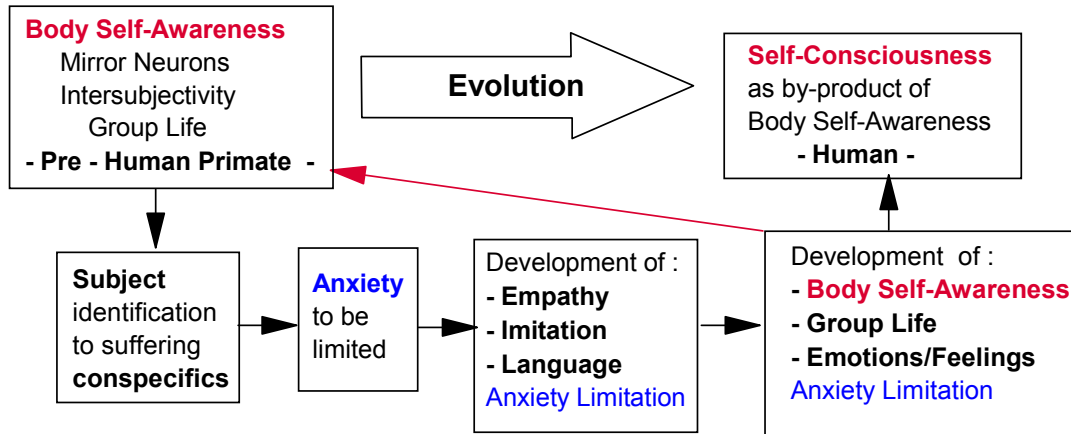 Body Self-Awareness
Mirror Neurons
Intersubjectivity
Group Life
- Pre - Human Primate -
Evolution
Self-Consciousness
as by-product of
Body Self-Awareness
- Human -
Subject
identification
to suffering
conspecifics
Anxiety
to be
limited
Development of :
- Empathy
- Imitation
- Language
Anxiety Limitation
Development of :
- Body Self-Awareness
- Group Life
- Emotions/Feelings
Anxiety Limitation